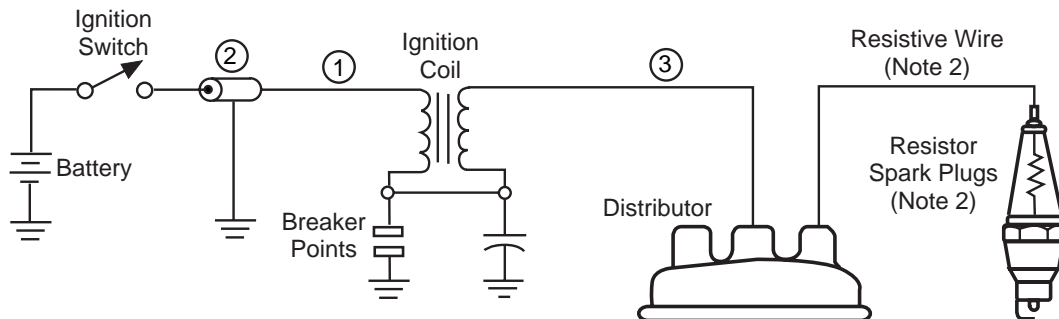 Ignition
Switch
2
1
Ignition
Coil
3
Resistive Wire
(Note 2)
Battery
Breaker
Points
Distributor
Resistor
Spark Plugs
(Note 2)